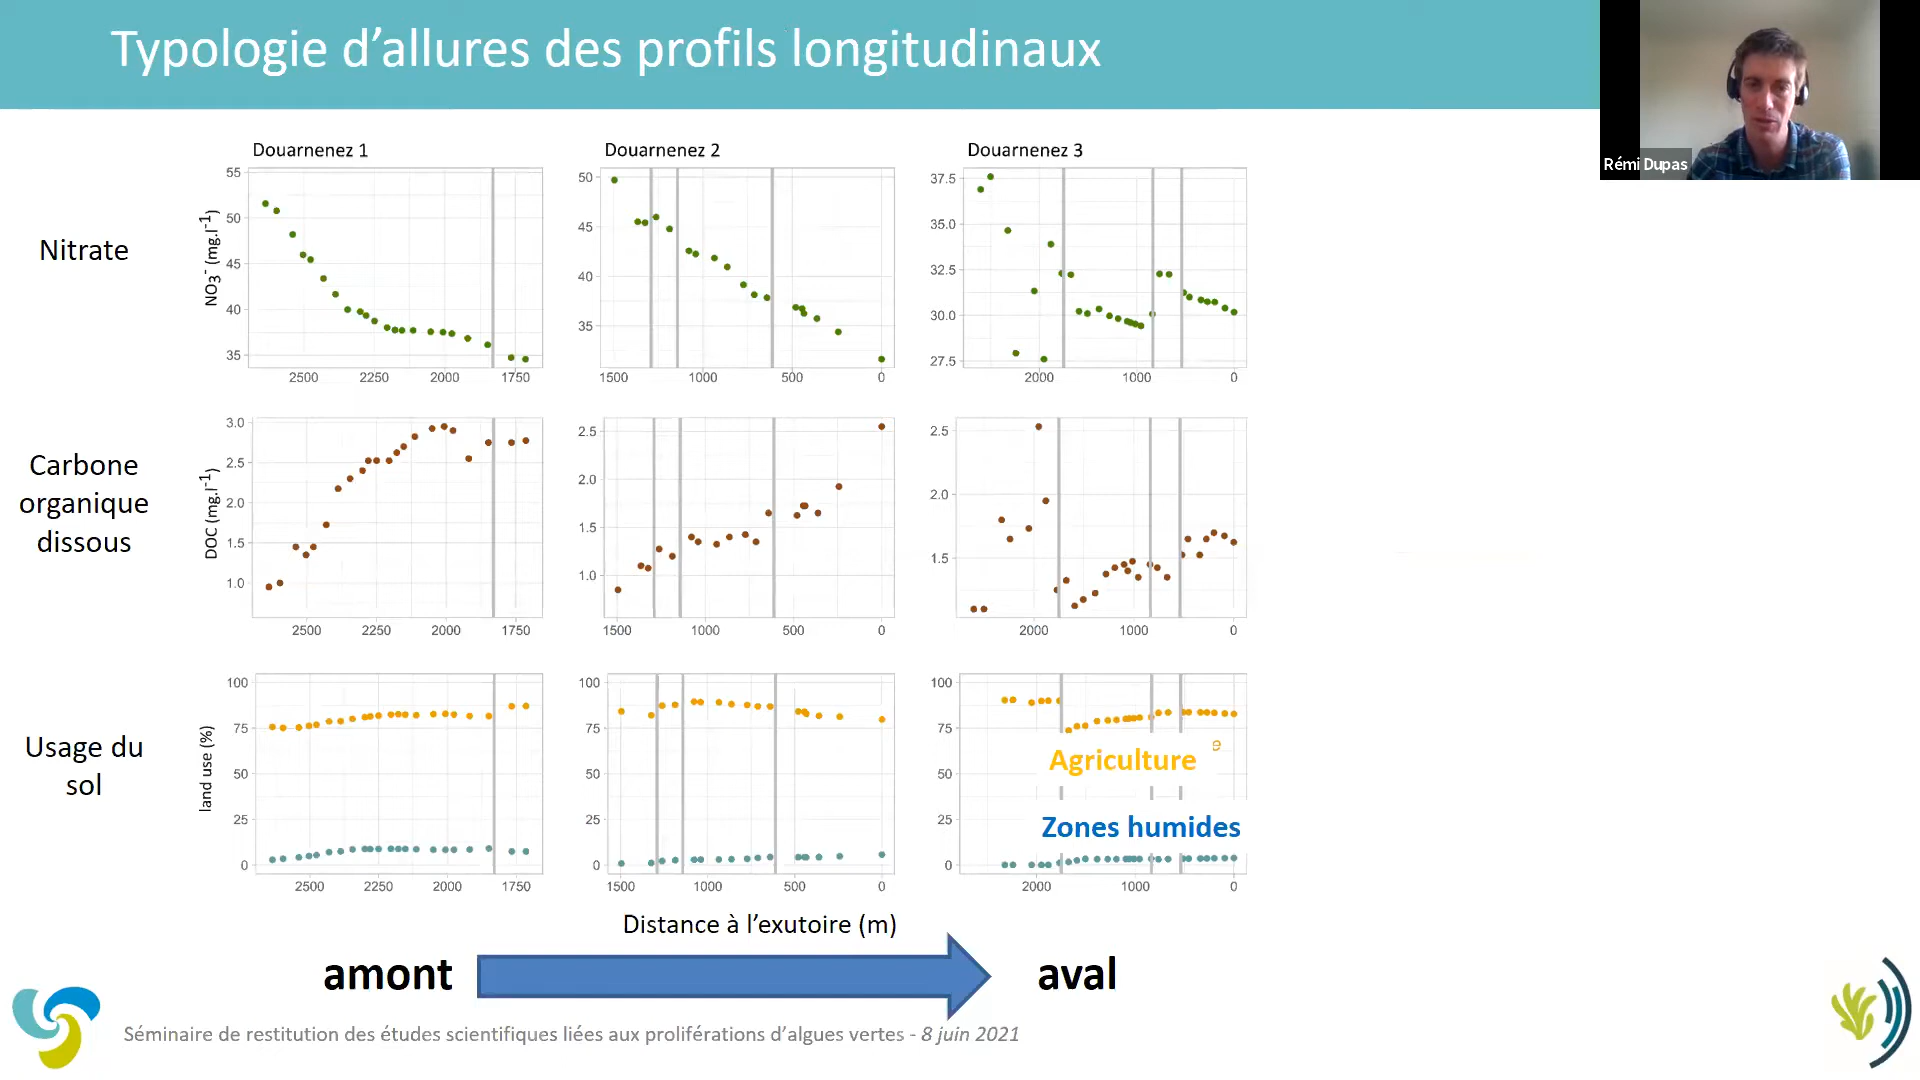 Typologie d'allures des profils longitudinaux
Rémi Dupas
Douarnenez 1
Douarnenez 2
Douarnenez 3
Nitrate
NO3- (mg.l-1)
55
50
45
40
35
2500 2250 2000 1750
50
45
40
35
1500 1000 500 0
37.5
35.0
32.5
30.0
27.5
2000 1000 0
Carbone
organique
dissous
DOC (mg.l-1)
3.0
2.5
2.0
1.5
1.0
2500 2250 2000 1750
2.5
2.0
1.5
1.0
1500 1000 500 0
2.5
2.0
1.5
2000 1000 0
Usage du
sol
land use (%)
100
75
50
25
0
2500 2250 2000 1750
100
75
50
25
0
1500 1000 500 0
100
75
50
25
0
e
Agriculture
Zones humides
2000 1000 0
Distance à l'exutoire (m)
amont
aval
Séminaire de restitution des études scientifiques liées aux proliférations d'algues vertes - 8 juin 2021